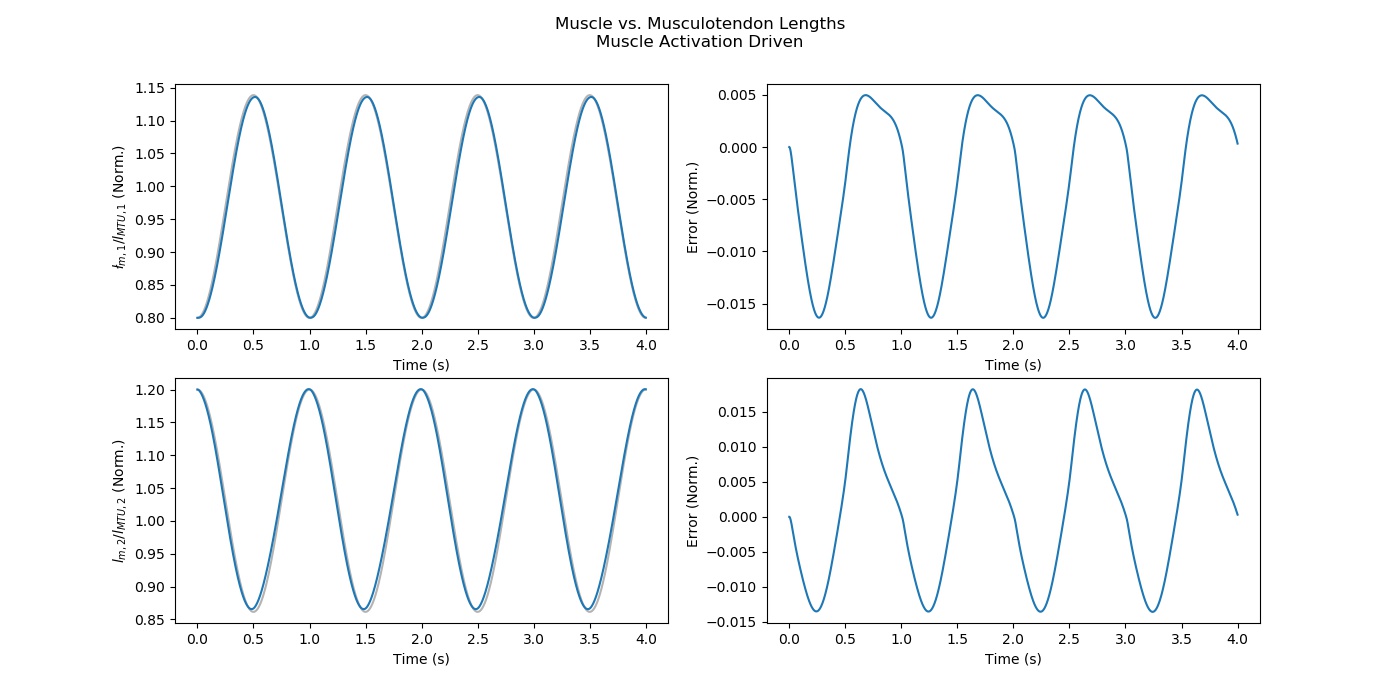 Muscle vs. Musculotendon Lengths
Muscle Activation Driven
1.15
1.10
1.05
1.00
0.95
0.90
0.85
0.80
l_{m,1}/l_{MTU,1} (Norm.)
0.0 0.5 1.0 1.5 2.0 2.5 3.0 3.5 4.0
Time (s)
0.005
0.000
−0.005
−0.010
−0.015
Error (Norm.)
0.0 0.5 1.0 1.5 2.0 2.5 3.0 3.5 4.0
Time (s)
1.20
1.15
1.10
1.05
1.00
0.95
0.90
0.85
l_{m,2}/l_{MTU,2} (Norm.)
0.0 0.5 1.0 1.5 2.0 2.5 3.0 3.5 4.0
Time (s)
0.015
0.010
0.005
0.000
−0.005
−0.010
−0.015
Error (Norm.)
0.0 0.5 1.0 1.5 2.0 2.5 3.0 3.5 4.0
Time (s)